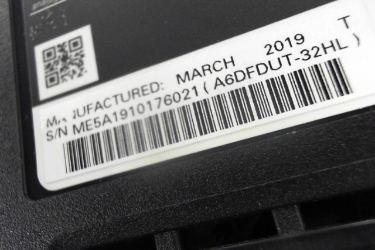 MANUFACTURED: MARCH 2019 T
S/N ME5A1910176021 ( A6DFDUT-32HL )